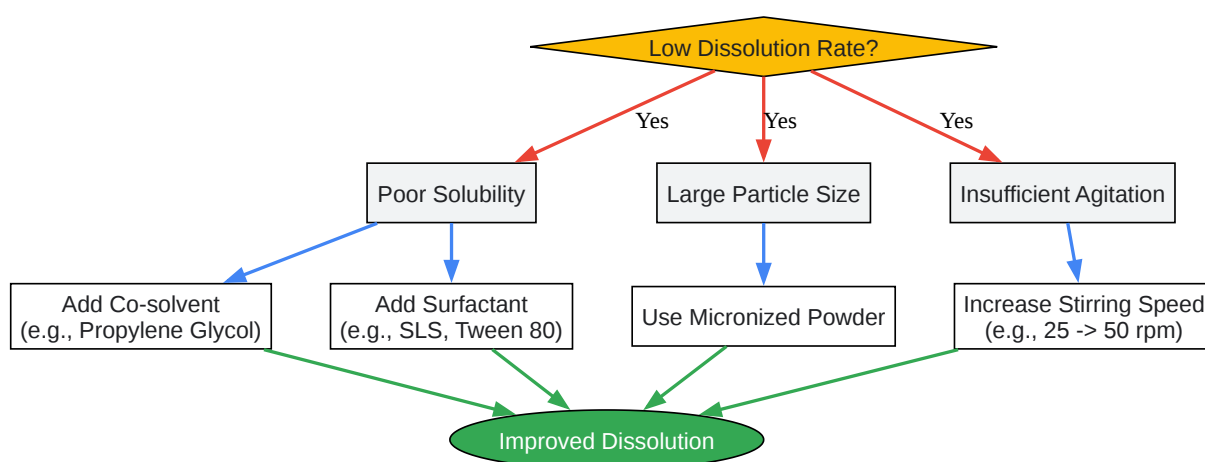 Low Dissolution Rate?
Yes
Yes
Yes
Poor Solubility
Large Particle Size
Insufficient Agitation
Add Co-solvent
(e.g., Propylene Glycol)
Add Surfactant
(e.g., SLS, Tween 80)
Use Micronized Powder
Increase Stirring Speed
(e.g., 25 -> 50 rpm)
Improved Dissolution